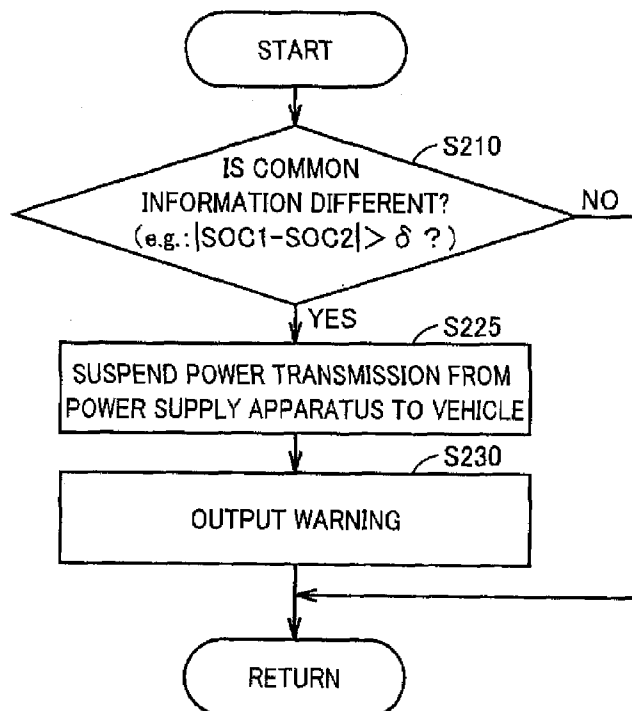 START
S210
IS COMMON
INFORMATION DIFFERENT?
(e.g.:|SOC1-SOC2|> δ ?)
NO
YES
S225
SUSPEND POWER TRANSMISSION FROM
POWER SUPPLY APPARATUS TO VEHICLE
S230
OUTPUT WARNING
RETURN